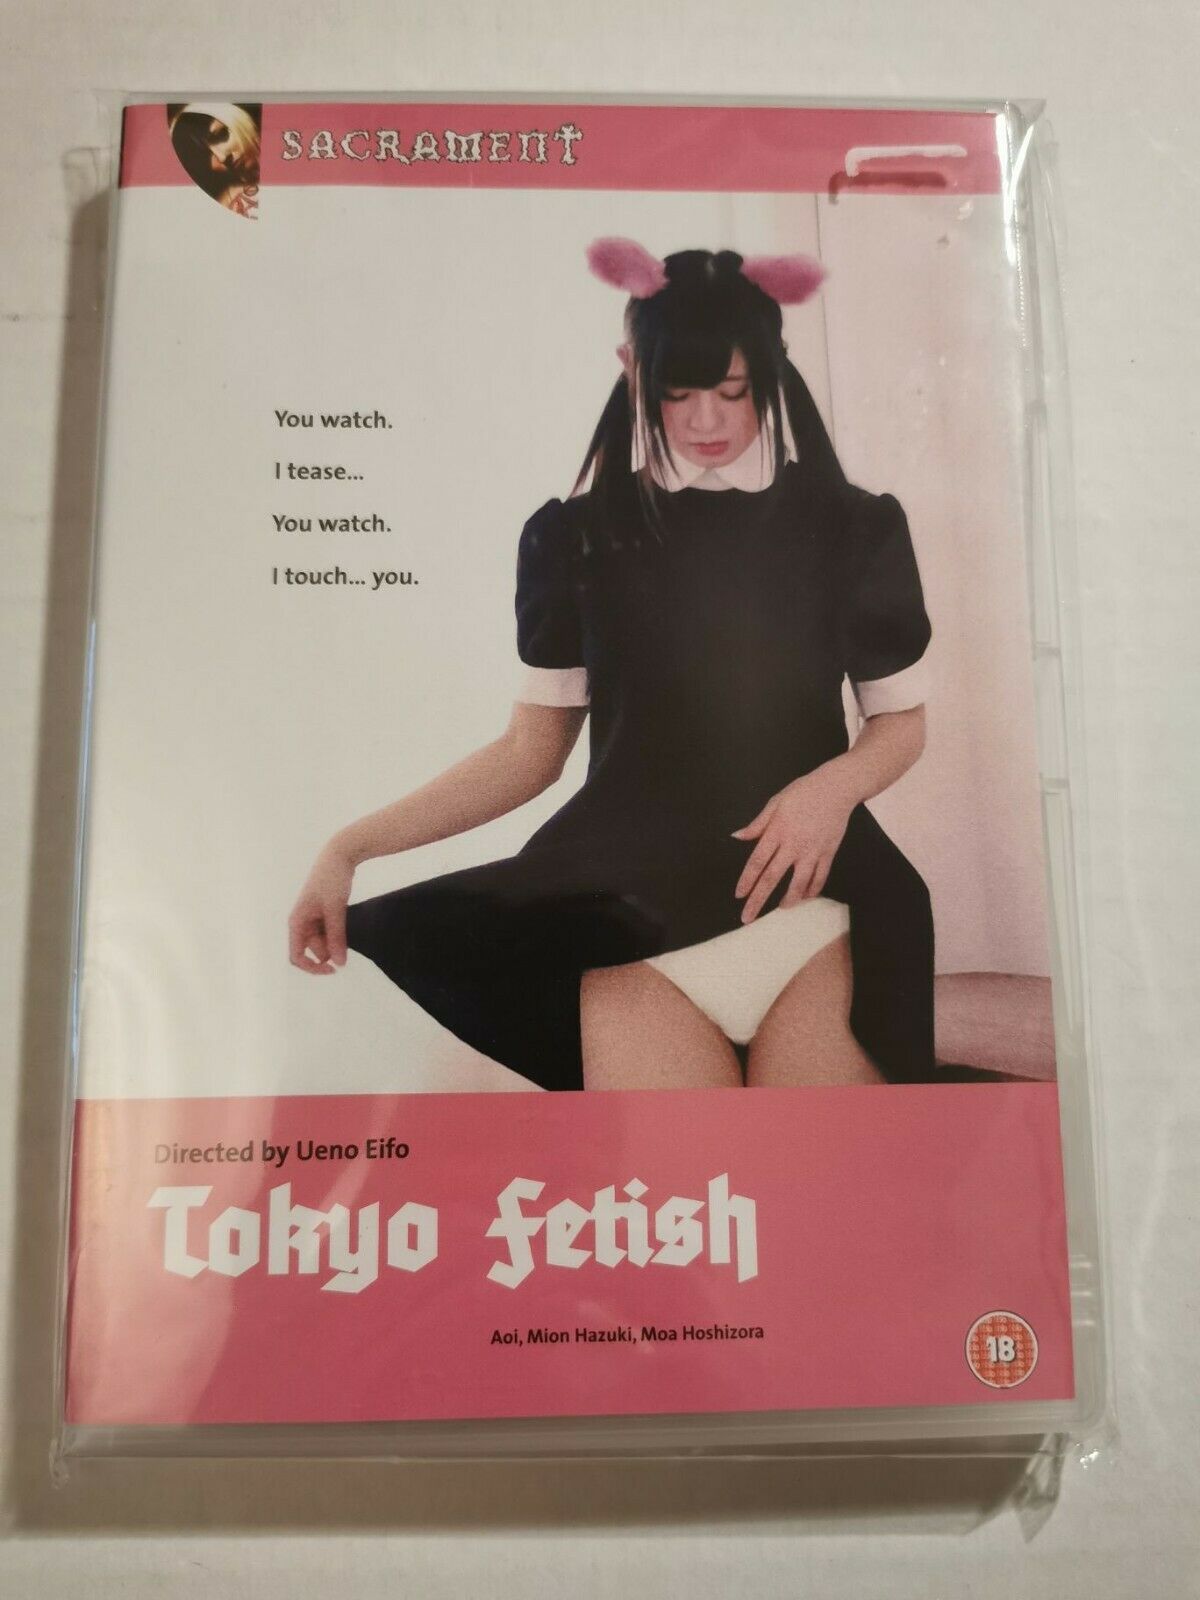 SACRAMENT
You watch.
I tease...
You watch.
I touch... you.
Directed by Ueno Eifo
Tokyo Fetish
Aoi, Mion Hazuki, Moa Hoshizora
18